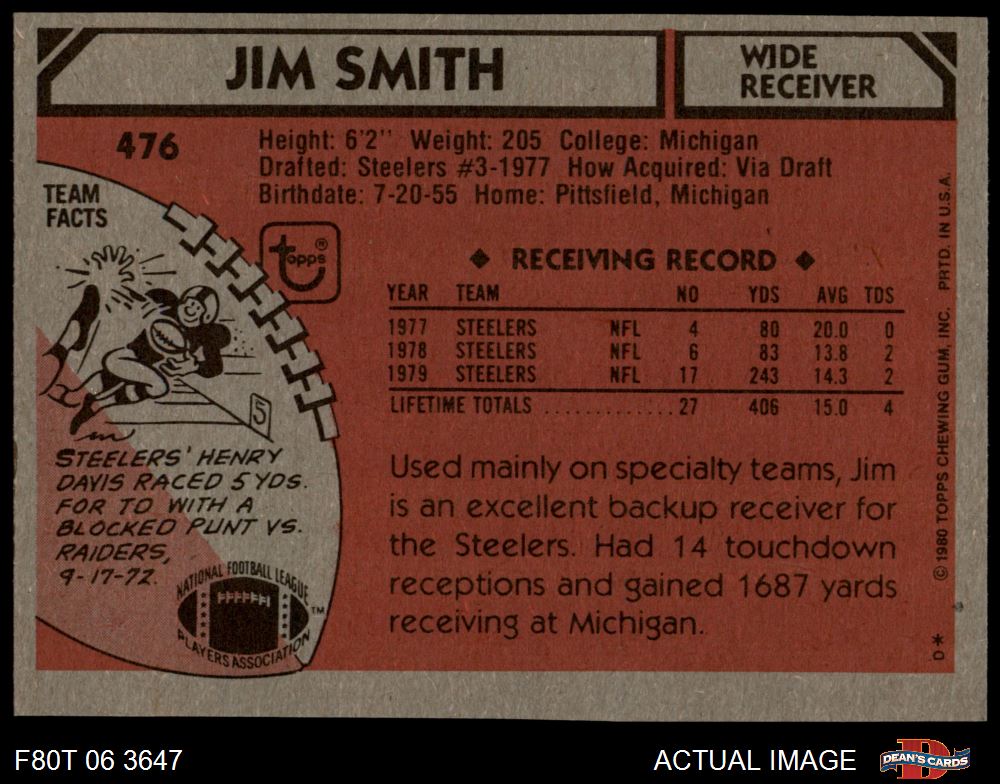 JIM SMITH
WIDE
RECEIVER
476
Height: 6'2" Weight: 205 College: Michigan
Drafted: Steelers #3-1977 How Acquired: Via Draft
Birthdate: 7-20-55 Home: Pittsfield, Michigan
TEAM
FACTS
topps®
5
STEELERS' HENRY
DAVIS RACED 5 YDS.
FOR TD WITH A
BLOCKED PUNT VS.
RAIDERS,
9-17-72.
NATIONAL FOOTBALL LEAGUE
PLAYERS ASSOCIATION
TM
◆ RECEIVING RECORD ◆
YEAR TEAM NO YDS AVG TDS
1977 STEELERS NFL 4 80 20.0 0
1978 STEELERS NFL 6 83 13.8 2
1979 STEELERS NFL 17 243 14.3 2
LIFETIME TOTALS ............ 27 406 15.0 4
Used mainly on specialty teams, Jim
is an excellent backup receiver for
the Steelers. Had 14 touchdown
receptions and gained 1687 yards
receiving at Michigan.
D* © 1980 TOPPS CHEWING GUM, INC. PRTD. IN U.S.A.
F80T 06 3647
ACTUAL IMAGE
DEAN'S CARDS